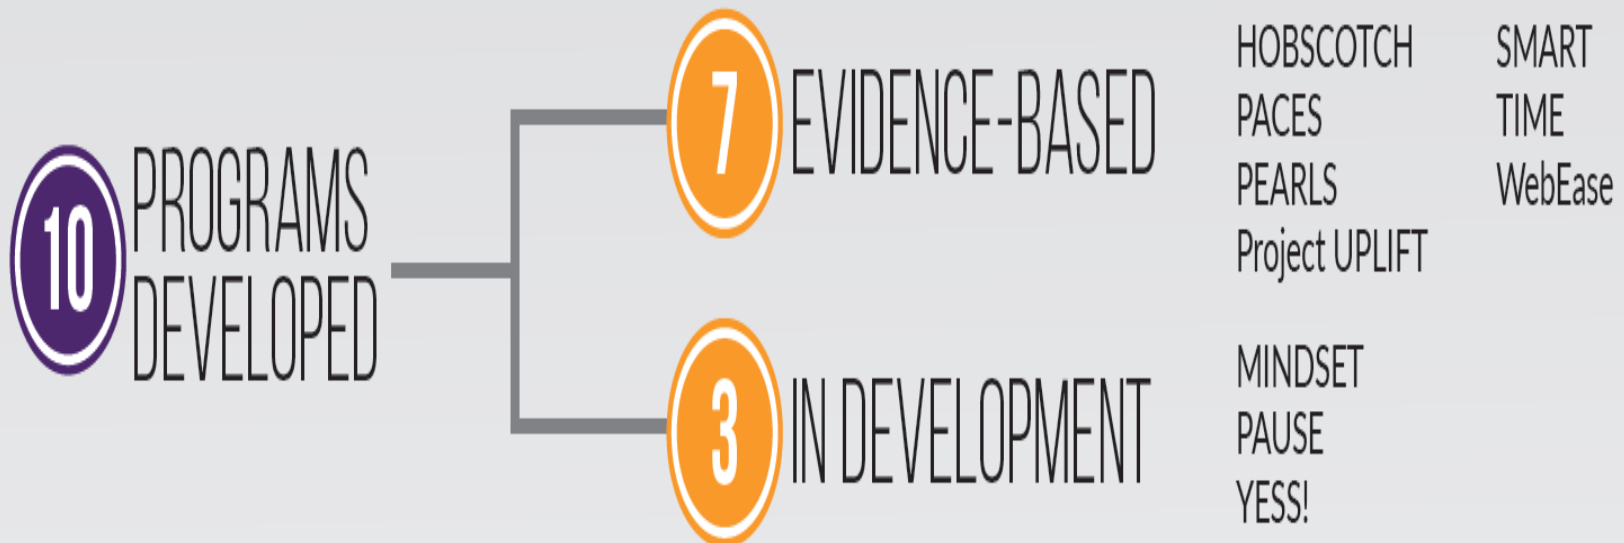 10
PROGRAMS
DEVELOPED
7
EVIDENCE-BASED
HOBSCOTCH
PACES
PEARLS
Project UPLIFT
SMART
TIME
WebEase
3
IN DEVELOPMENT
MINDSET
PAUSE
YESS!